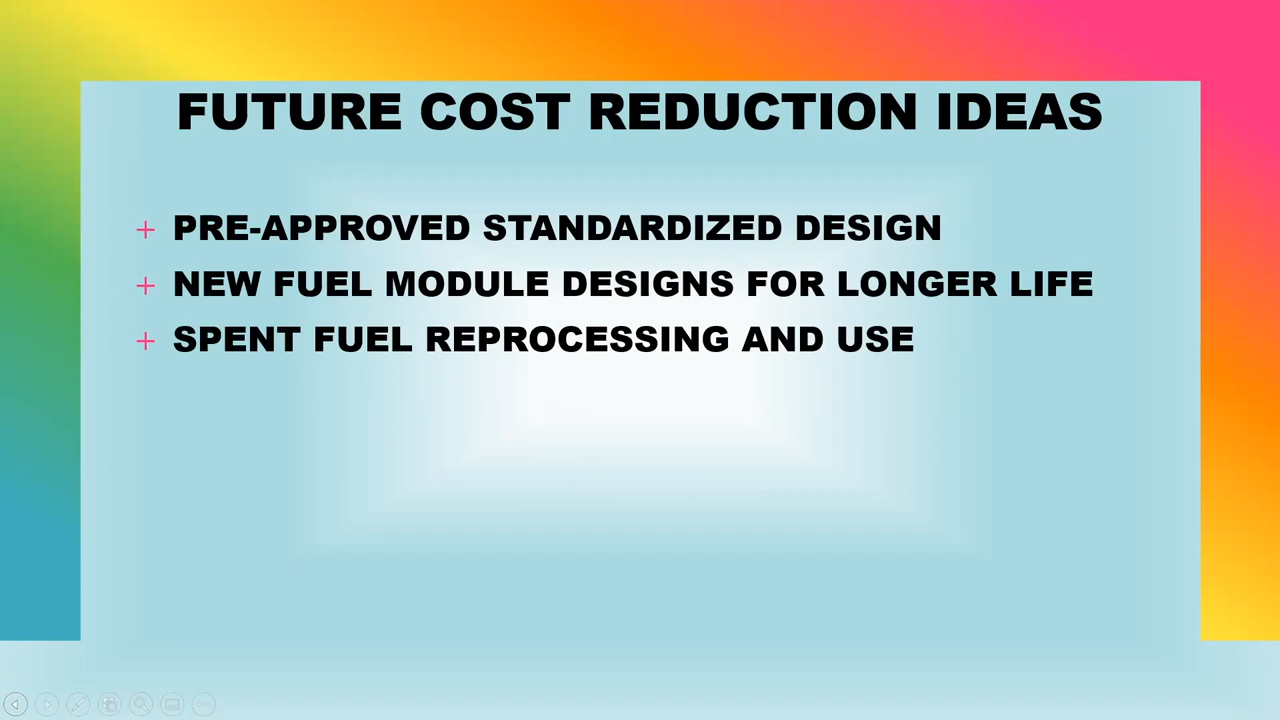 FUTURE COST REDUCTION IDEAS
+ PRE-APPROVED STANDARDIZED DESIGN
+ NEW FUEL MODULE DESIGNS FOR LONGER LIFE
+ SPENT FUEL REPROCESSING AND USE